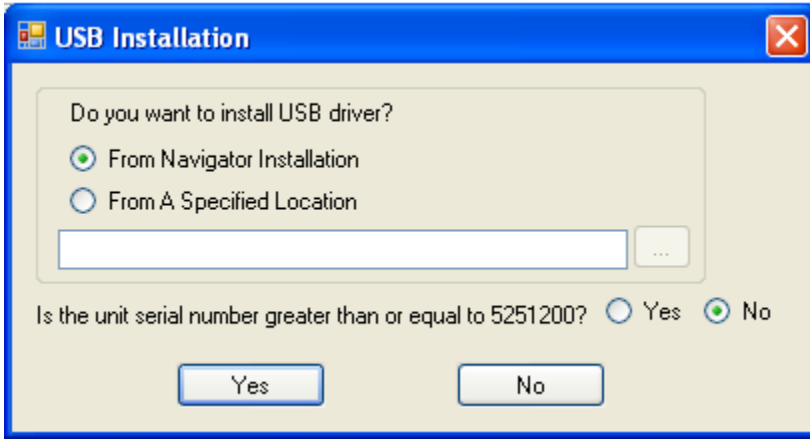 USB Installation
Do you want to install USB driver?
From Navigator Installation
From A Specified Location
...
Is the unit serial number greater than or equal to 5251200? Yes No
Yes No